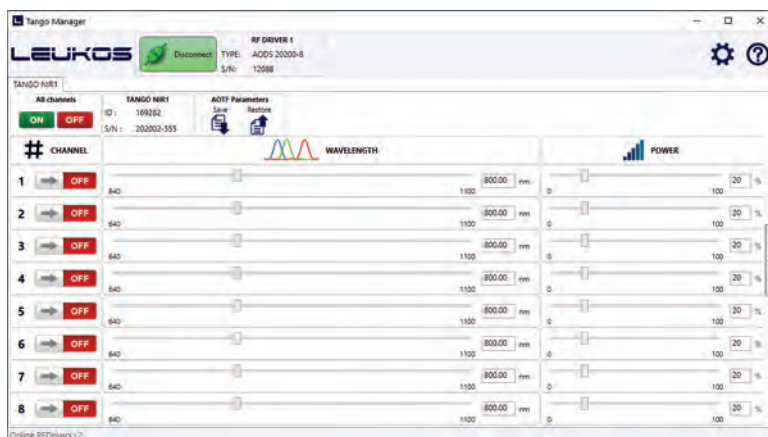 Tango Manager
LEUKOS
Disconnect
RF DRIVER 1
TYPE: AODS 20200-8
S/N: 12088
TANGO NIR1
All channels
ON OFF
TANGO NIR1
ID: 169282
S/N: 202002-555
AOTF Parameters
Save Restore
# CHANNEL WAVELENGTH POWER
1 OFF 640 1100 800.00 nm 0 100 20 %
2 OFF 640 1100 800.00 nm 0 100 20 %
3 OFF 640 1100 800.00 nm 0 100 20 %
4 OFF 640 1100 800.00 nm 0 100 20 %
5 OFF 640 1100 800.00 nm 0 100 20 %
6 OFF 640 1100 800.00 nm 0 100 20 %
7 OFF 640 1100 800.00 nm 0 100 20 %
8 OFF 640 1100 800.00 nm 0 100 20 %
Online RFDrivers : 2